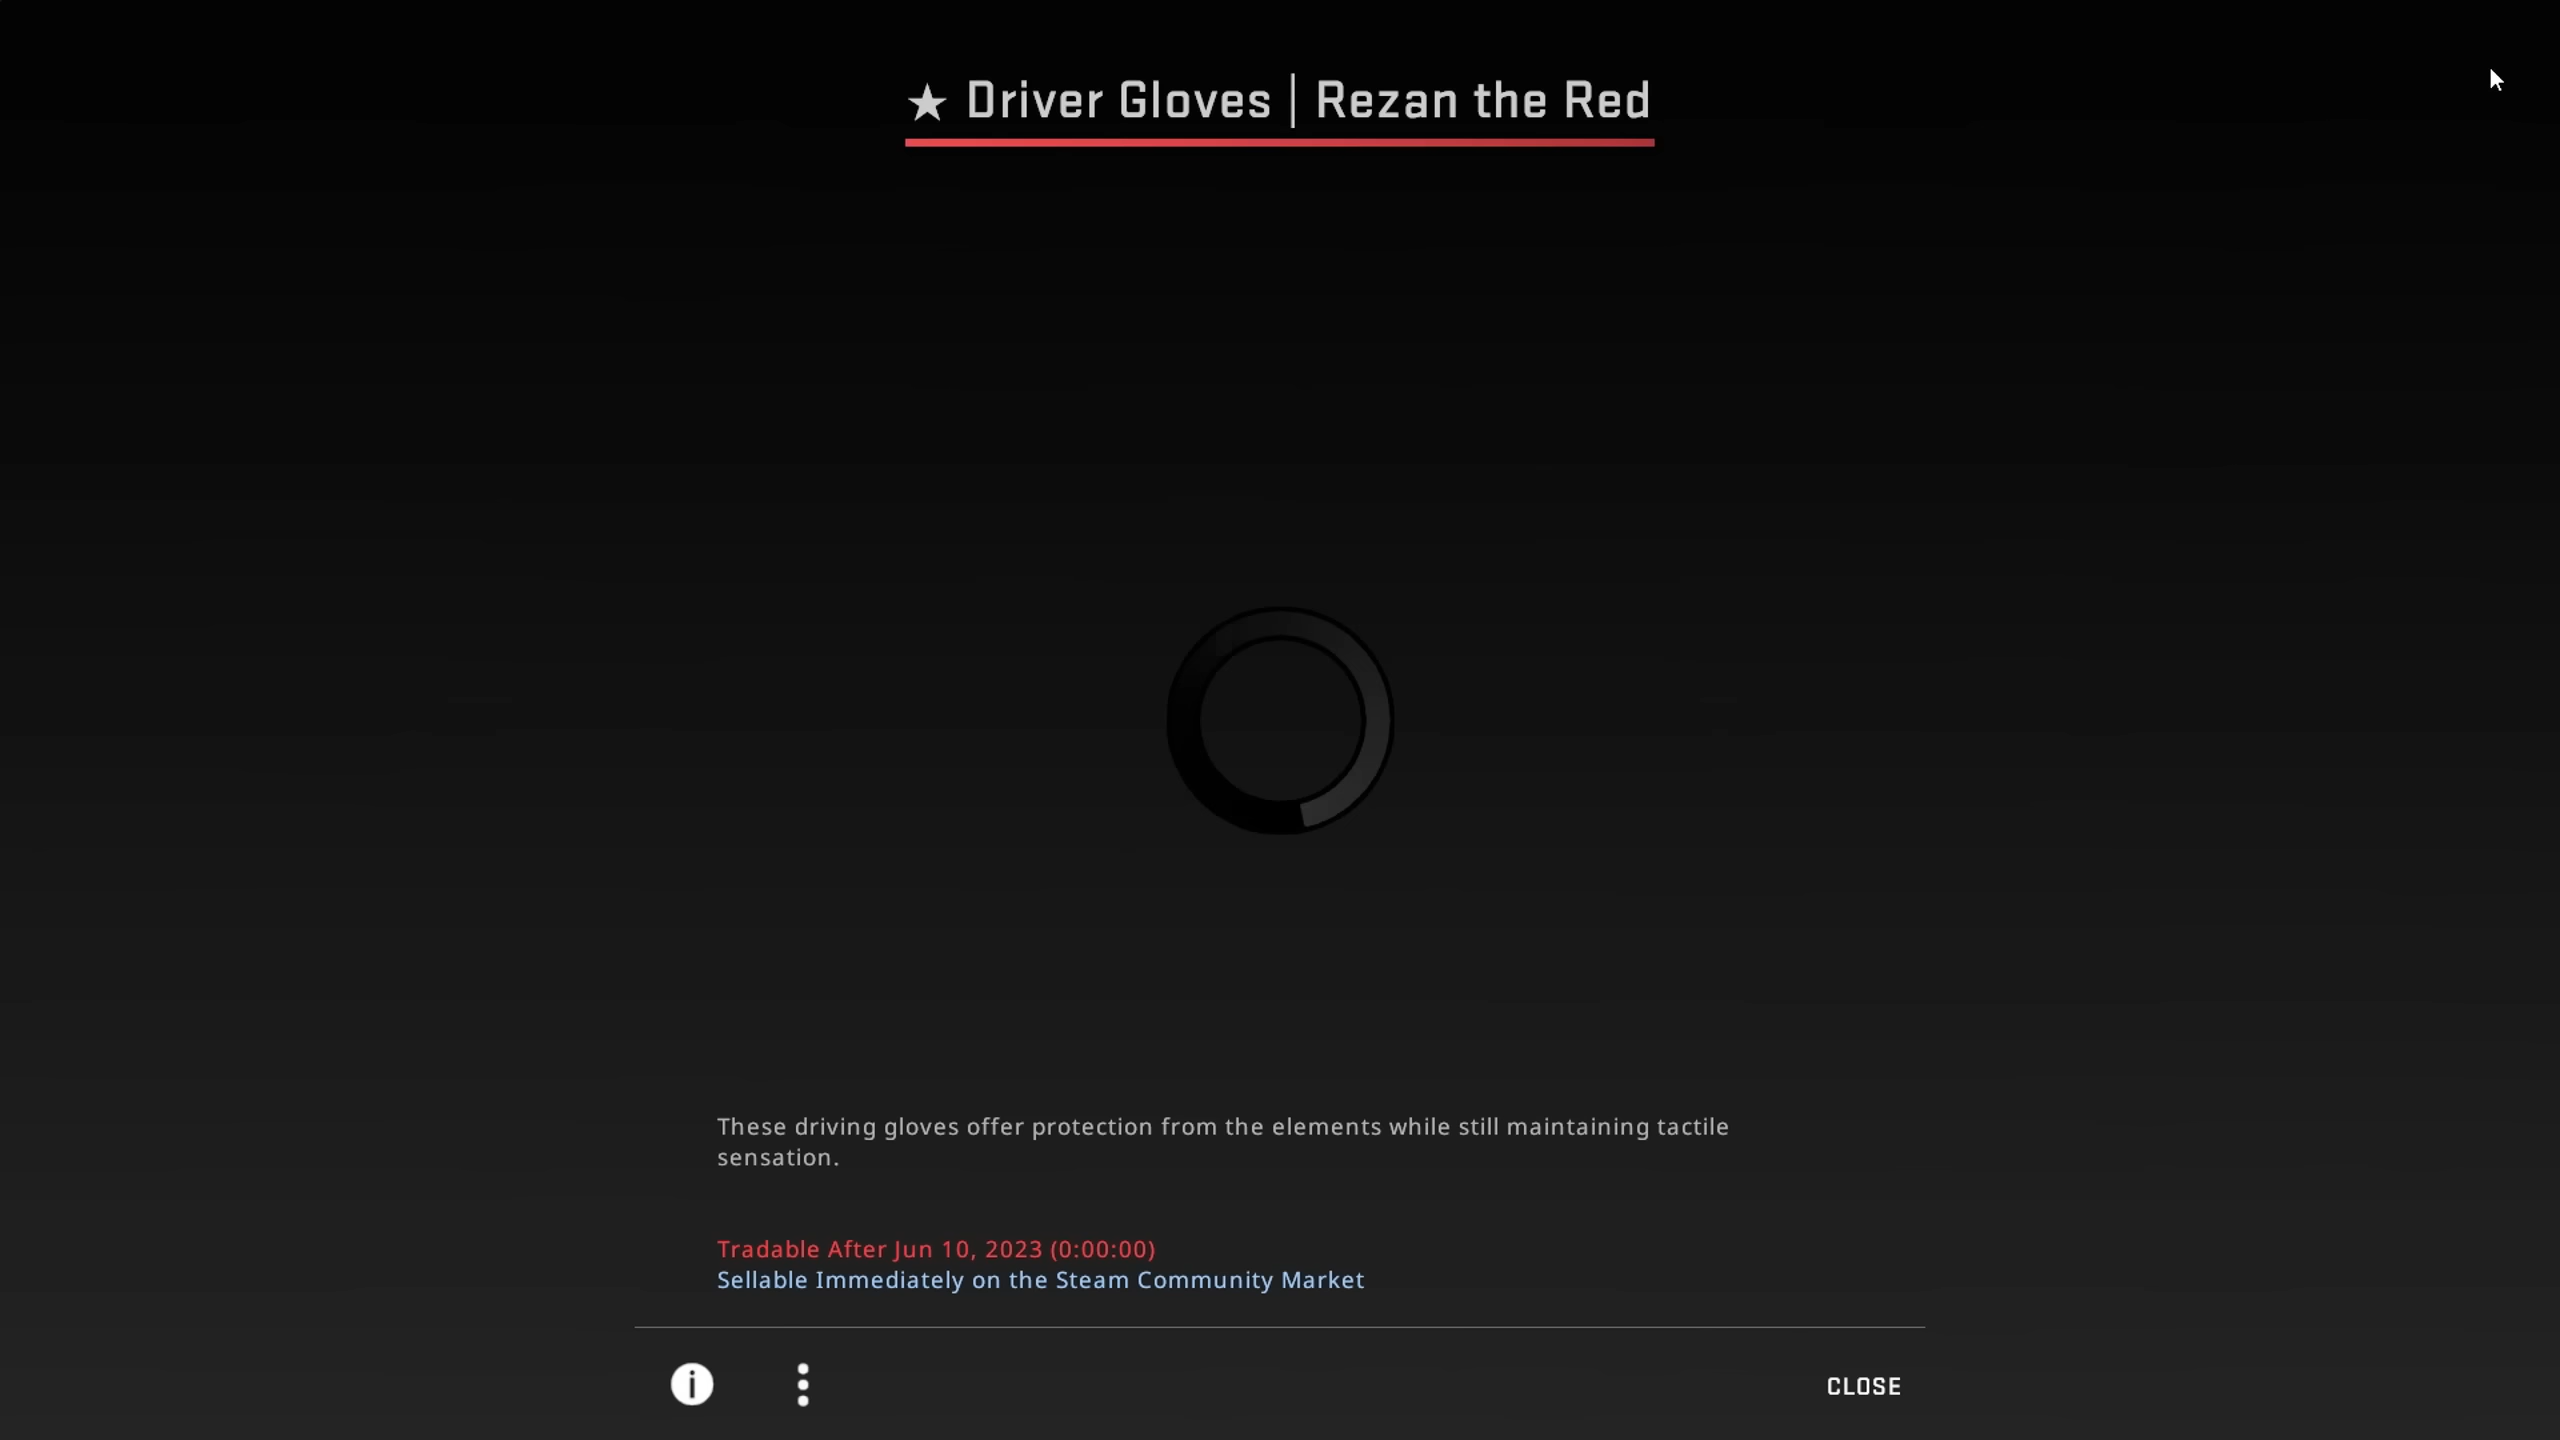 ★ Driver Gloves | Rezan the Red
These driving gloves offer protection from the elements while still maintaining tactile
sensation.
Tradable After Jun 10, 2023 (0:00:00)
Sellable Immediately on the Steam Community Market
CLOSE